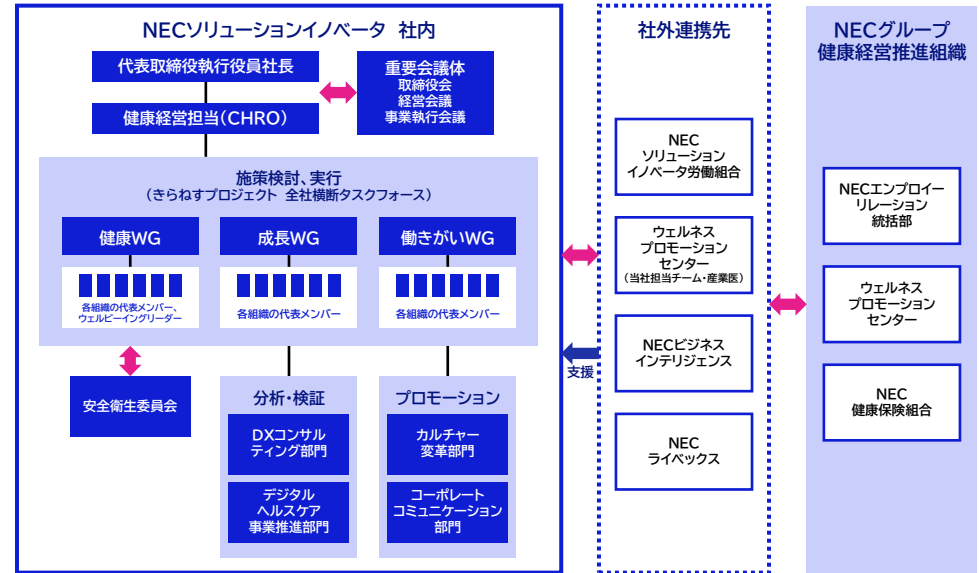 NECソリューションイノベータ 社内
代表取締役執行役員社長
健康経営担当(CHRO)
重要会議体
取締役会
経営会議
事業執行会議
施策検討、実行
(きらねすプロジェクト 全社横断タスクフォース)
健康WG
各組織の代表メンバー、
ウェルビーイングリーダー
成長WG
各組織の代表メンバー
働きがいWG
各組織の代表メンバー
安全衛生委員会
分析・検証
DXコンサル
ティング部門
デジタル
ヘルスケア
事業推進部門
プロモーション
カルチャー
変革部門
コーポレート
コミュニケーション
部門
支援
社外連携先
NEC
ソリューション
イノベータ労働組合
ウェルネス
プロモーション
センター
(当社担当チーム・産業医)
NECビジネス
インテリジェンス
NEC
ライベックス
NECグループ
健康経営推進組織
NECエンプロイー
リレーション
統括部
ウェルネス
プロモーション
センター
NEC
健康保険組合